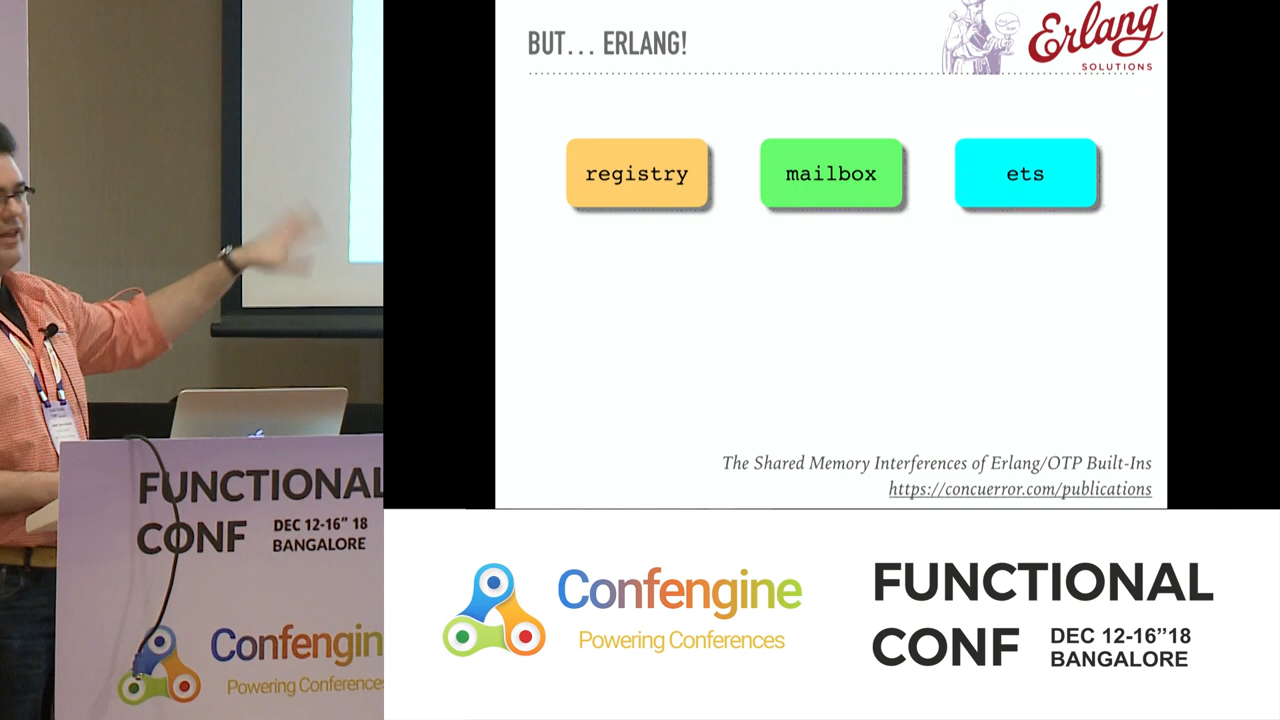 BUT... ERLANG!
Erlang
SOLUTIONS
registry
mailbox
ets
The Shared Memory Interferences of Erlang/OTP Built-Ins
https://concuerror.com/publications
FUNCTIONAL
CONF
DEC 12-16" 18
BANGALORE
Confengin
Powering Conferences
Confengine
Powering Conferences
FUNCTIONAL
CONF
DEC 12-16"18
BANGALORE